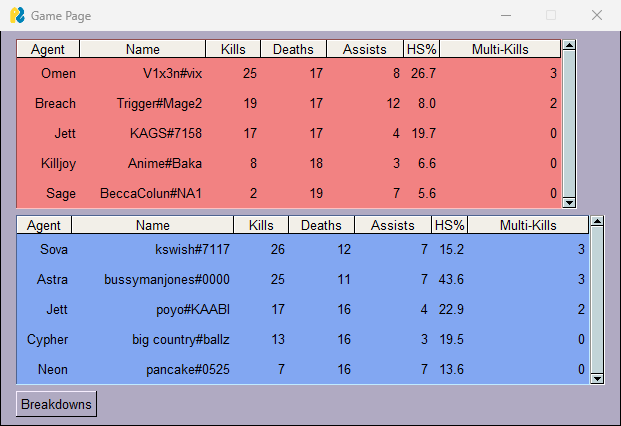 Game Page
Agent Name Kills Deaths Assists HS% Multi-Kills
Omen V1x3n#vix 25 17 8 26.7 3
Breach Trigger#Mage2 19 17 12 8.0 2
Jett KAGS#7158 17 17 4 19.7 0
Killjoy Anime#Baka 8 18 3 6.6 0
Sage BeccaColun#NA1 2 19 7 5.6 0
Agent Name Kills Deaths Assists HS% Multi-Kills
Sova kswish#7117 26 12 7 15.2 3
Astra bussymanjones#0000 25 11 7 43.6 3
Jett poyo#KAABI 17 16 4 22.9 2
Cypher big country#ballz 13 16 3 19.5 0
Neon pancake#0525 7 16 7 13.6 0
Breakdowns